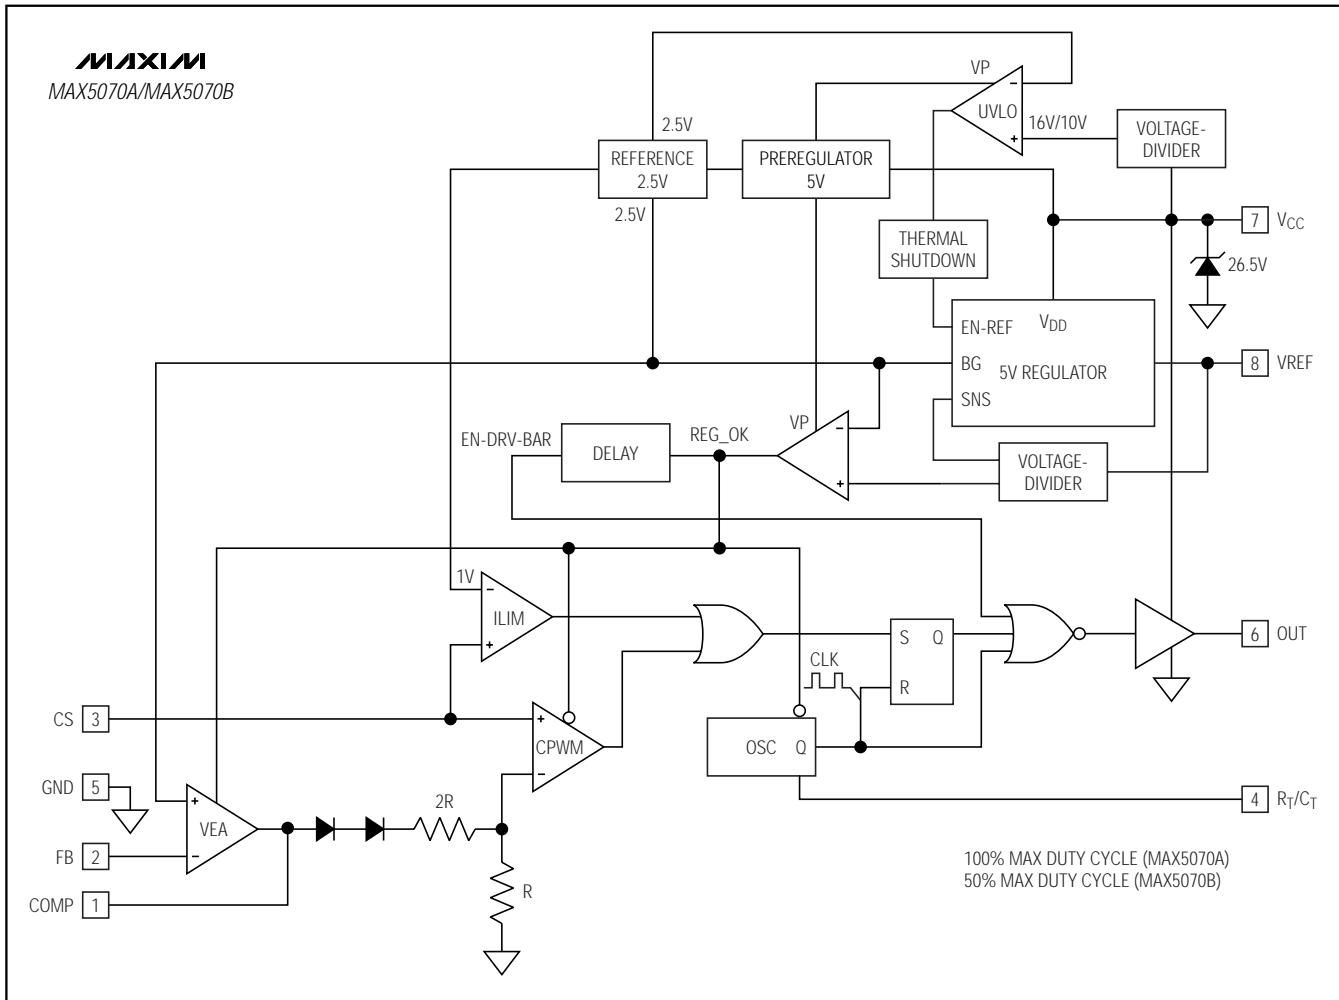 MAXIM
MAX5070A/MAX5070B
VP
−
UVLO
+
16V/10V
VOLTAGE-
DIVIDER
2.5V
REFERENCE
2.5V
PREREGULATOR
5V
2.5V
THERMAL
SHUTDOWN
7 VCC
26.5V
EN-REF
VDD
BG
5V REGULATOR
SNS
8 VREF
VP
−
+
EN-DRV-BAR
DELAY
REG_OK
VOLTAGE-
DIVIDER
1V
−
ILIM
+
S Q
R
CLK
6 OUT
CS 3
+
CPWM
−
OSC Q
GND 5
4 RT/CT
+
VEA
−
2R
FB 2
R
COMP 1
100% MAX DUTY CYCLE (MAX5070A)
50% MAX DUTY CYCLE (MAX5070B)